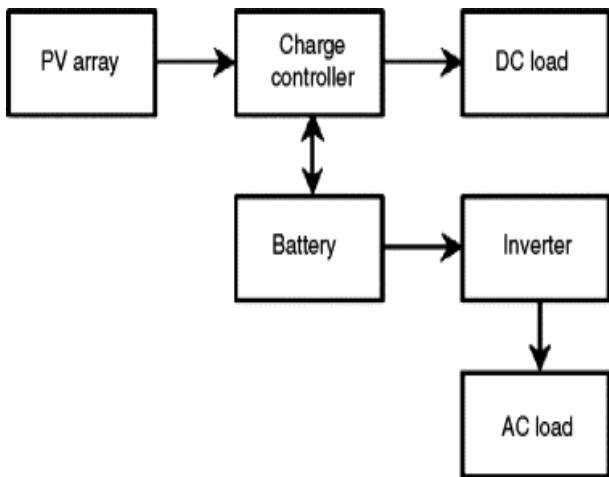 PV array
Charge
controller
DC load
Battery
Inverter
AC load